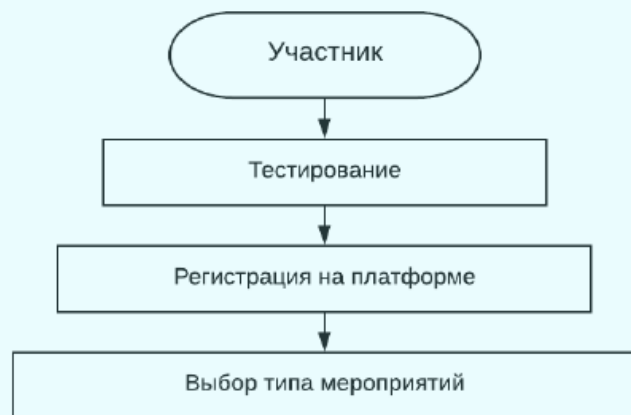 Участник
Тестирование
Регистрация на платформе
Выбор типа мероприятий